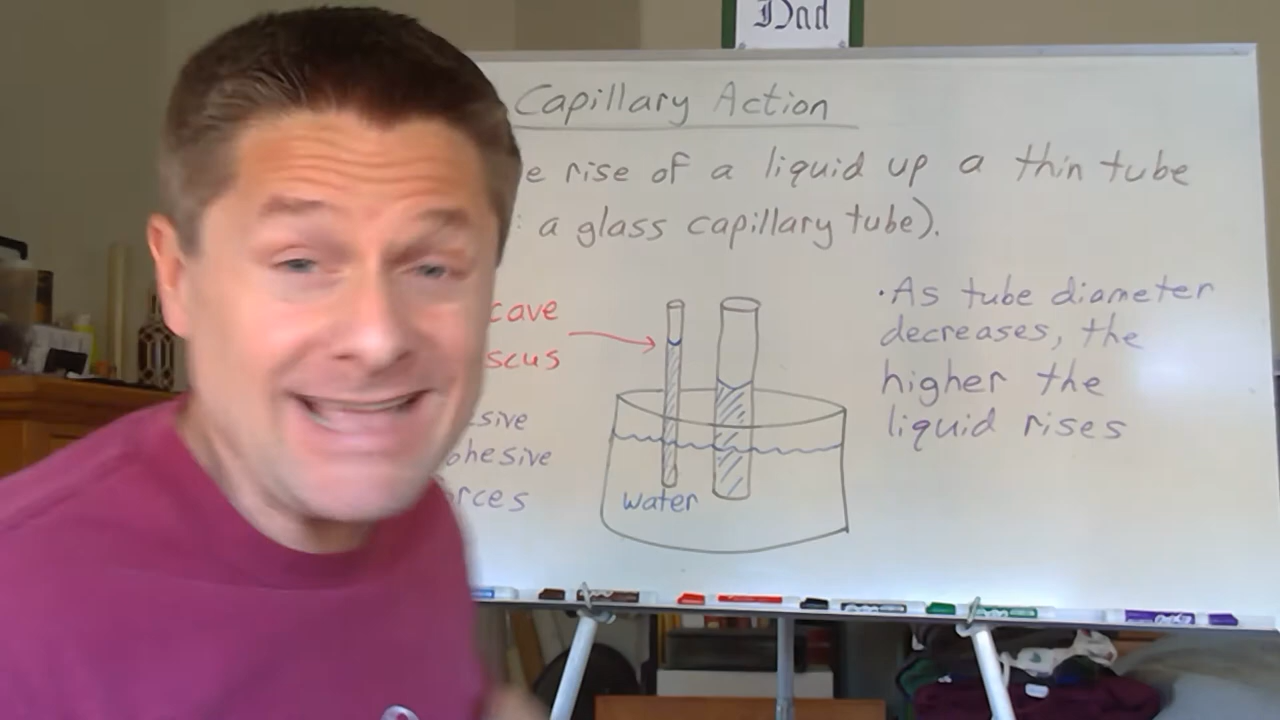 Dad
Capillary Action
e rise of a liquid up a thin tube
: a glass capillary tube).
cave
scus
sive
ohesive
rces
water
·As tube diameter
decreases, the
higher the
liquid rises